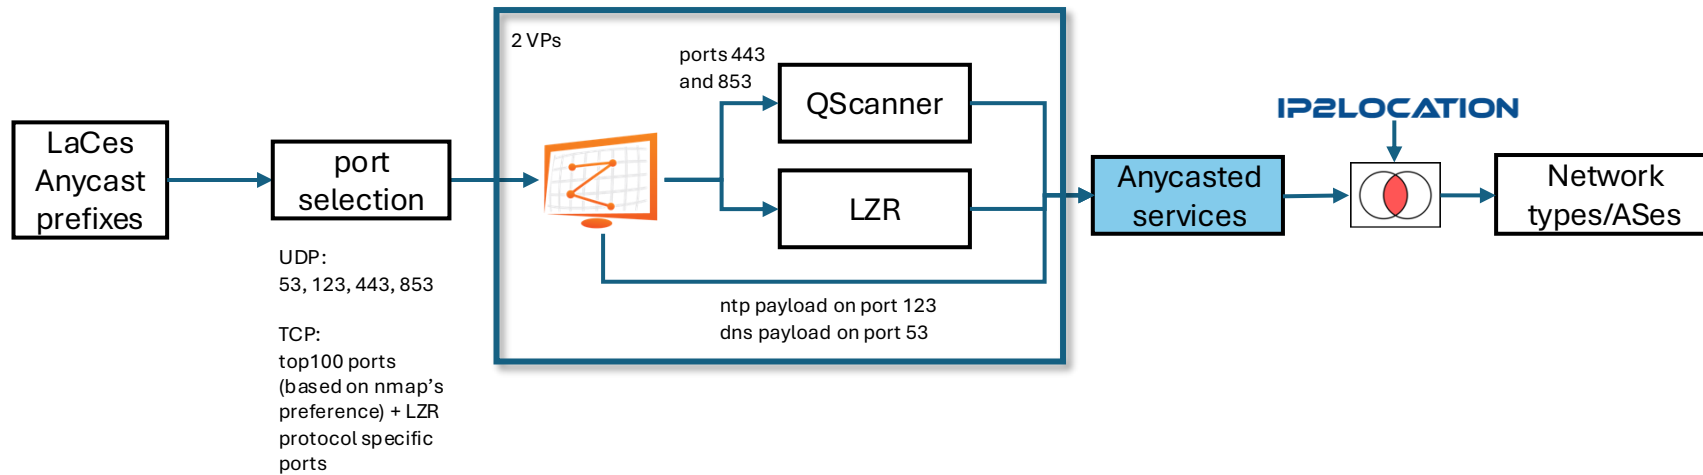 LaCes
Anycast
prefixes
port
selection
UDP:
53, 123, 443, 853
TCP:
top100 ports
(based on nmap's
preference) + LZR
protocol specific
ports
2 VPs
ports 443
and 853
QScanner
LZR
ntp payload on port 123
dns payload on port 53
Anycasted
services
IP2LOCATION
Network
types/ASes